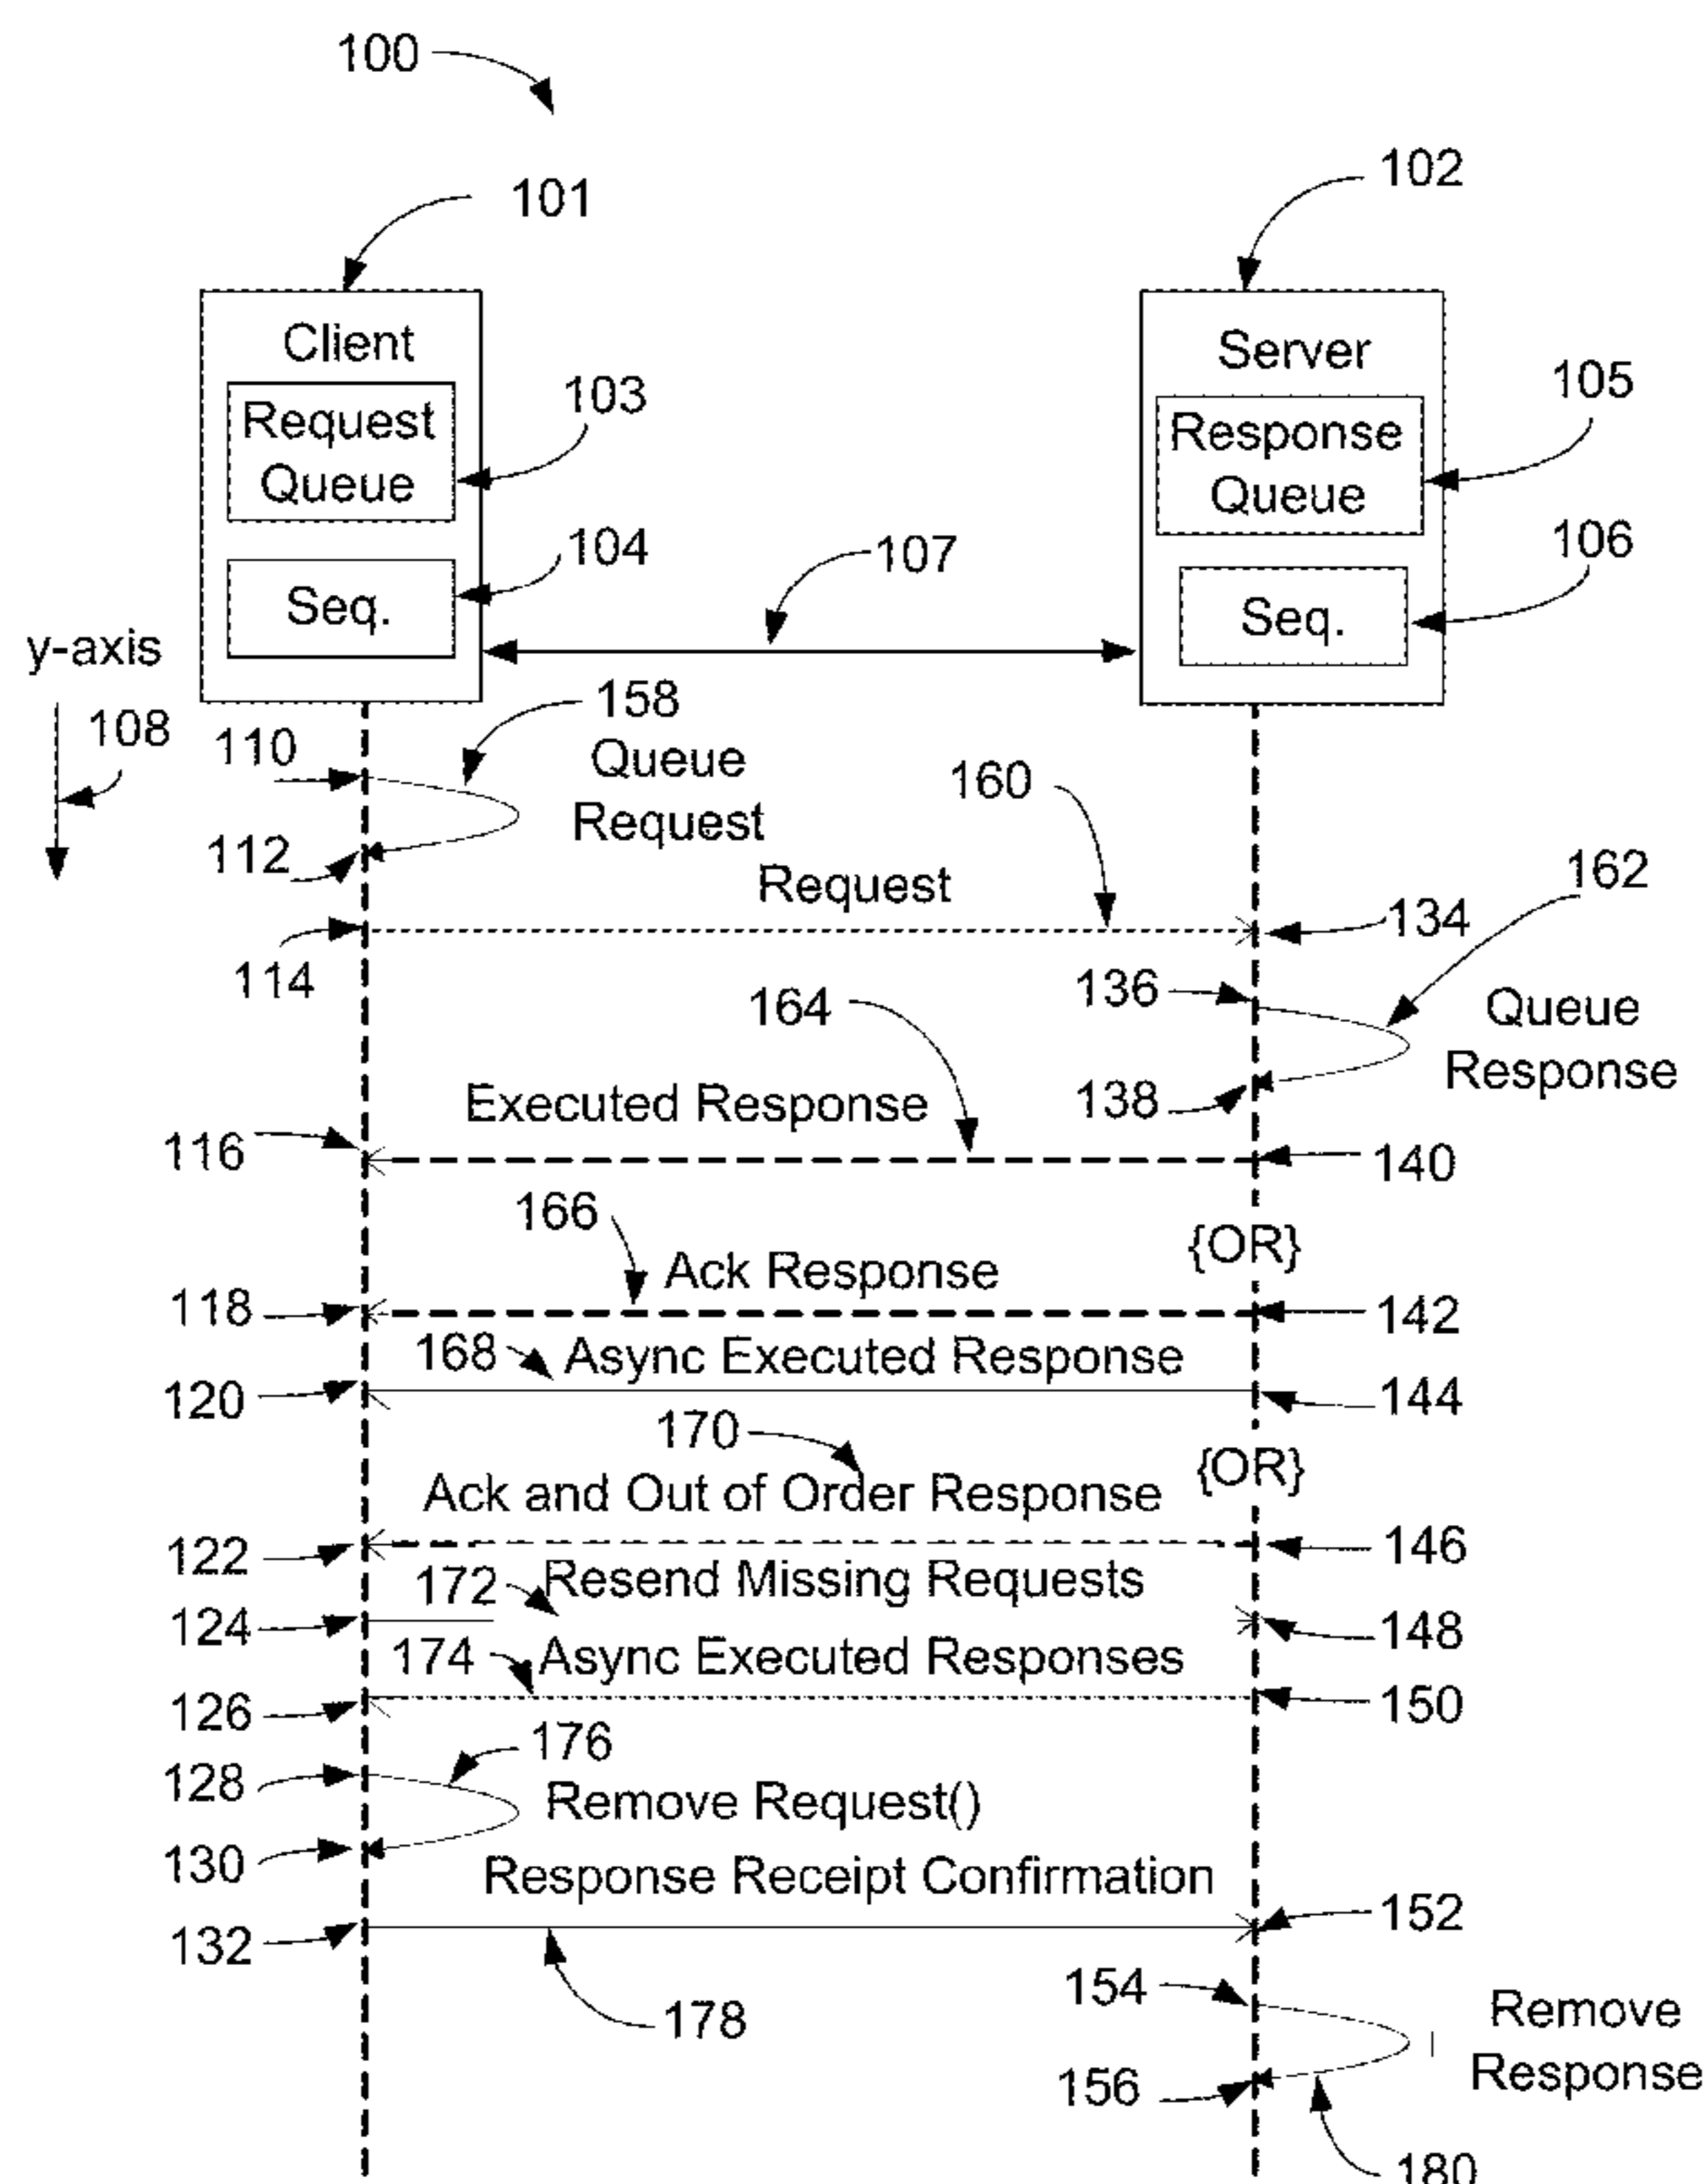 100
101
102
Client
Server
Request
Queue
103
Response
Queue
105
104
Seq.
107
106
Seq.
y-axis
108
110
158
Queue
Request
160
112
Request
162
134
114
136
164
Queue
Response
138
Executed Response
116
140
166
{OR}
Ack Response
118
142
168
Async Executed Response
120
144
170
{OR}
Ack and Out of Order Response
122
146
172
Resend Missing Requests
124
148
174
Async Executed Responses
126
150
176
128
Remove Request()
130
Response Receipt Confirmation
152
132
154
178
Remove
Response
156
180